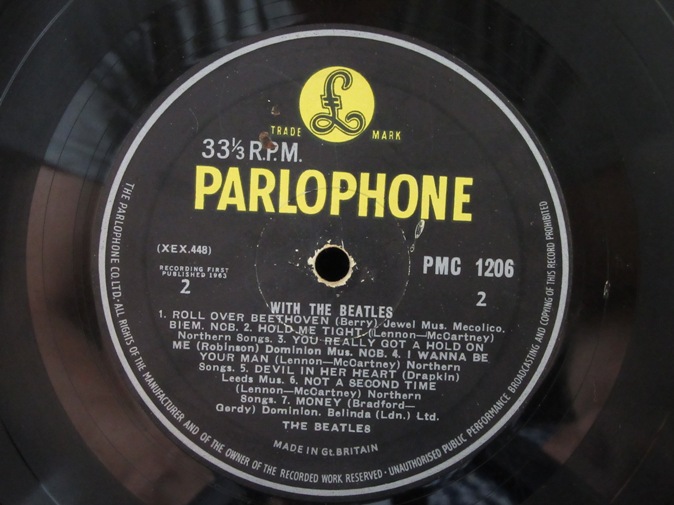 £
TRADE MARK
33⅓ R.P.M.
PARLOPHONE
(XEX.448)
RECORDING FIRST
PUBLISHED 1963
2
PMC 1206
2
WITH THE BEATLES
1. ROLL OVER BEETHOVEN (Berry) Jewel Mus. Mecolico.
BIEM. NCB. 2. HOLD ME TIGHT (Lennon—McCartney)
Northern Songs. 3. YOU REALLY GOT A HOLD ON
ME (Robinson) Dominion Mus. NCB. 4. I WANNA BE
YOUR MAN (Lennon—McCartney) Northern
Songs. 5. DEVIL IN HER HEART (Drapkin)
Leeds Mus. 6. NOT A SECOND TIME
(Lennon—McCartney) Northern
Songs. 7. MONEY (Bradford—
Gordy) Dominion. Belinda (Ldn.) Ltd.
THE BEATLES
MADE IN Gt. BRITAIN
THE PARLOPHONE CO. LTD. ALL RIGHTS OF THE MANUFACTURER AND OF THE OWNER OF THE RECORDED WORK RESERVED · UNAUTHORISED PUBLIC PERFORMANCE BROADCASTING AND COPYING OF THIS RECORD PROHIBITED